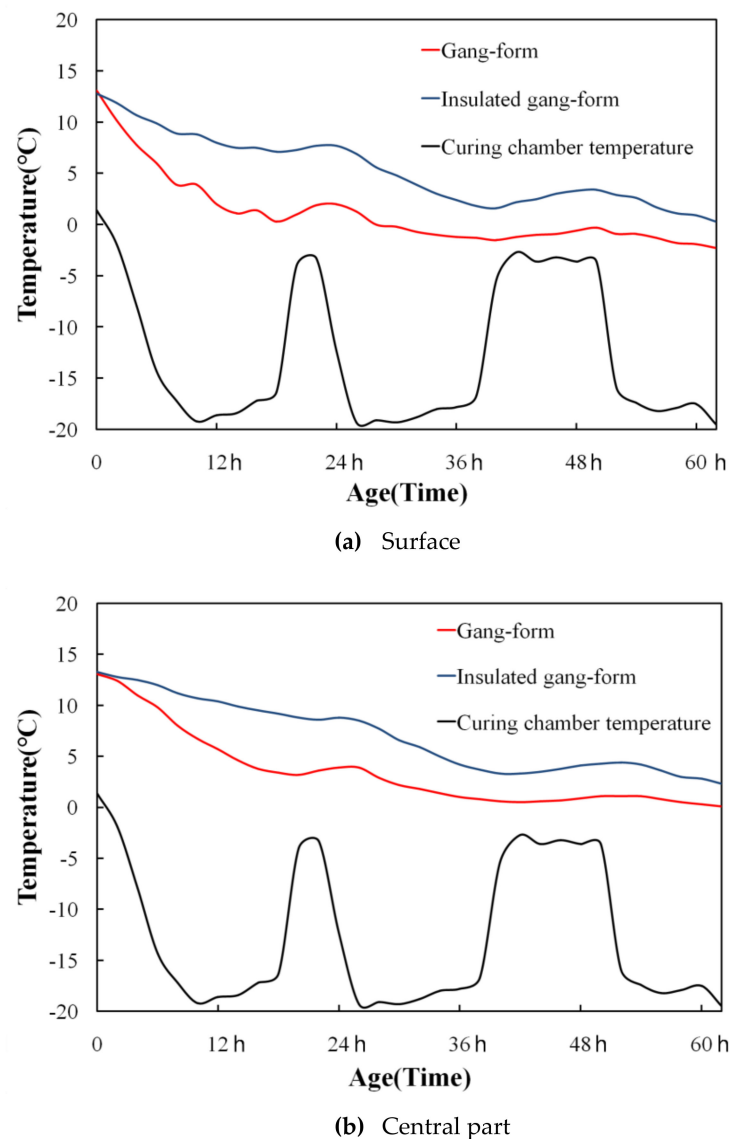 20
15
10
5
0
-5
-10
-15
-20
Temperature(℃)
Gang-form
Insulated gang-form
Curing chamber temperature
0 12 h 24 h 36 h 48 h 60 h
Age(Time)
(a) Surface
20
15
10
5
0
-5
-10
-15
-20
Temperature(℃)
Gang-form
Insulated gang-form
Curing chamber temperature
0 12 h 24 h 36 h 48 h 60 h
Age(Time)
(b) Central part